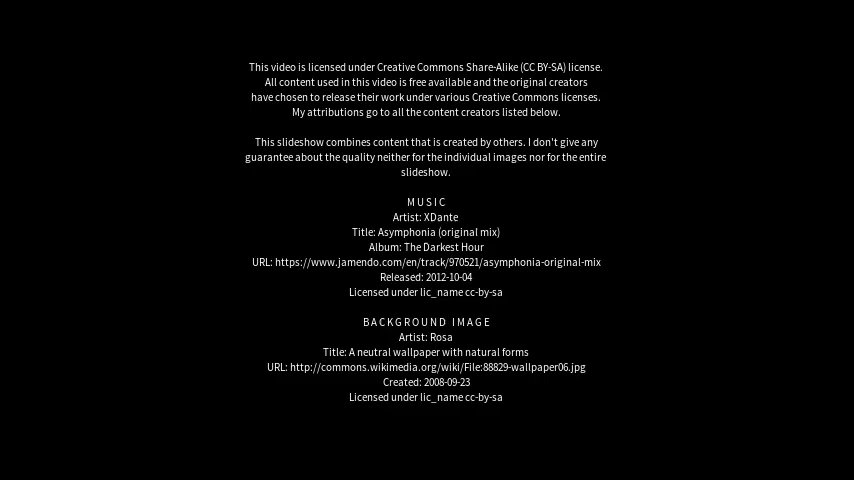 This video is licensed under Creative Commons Share-Alike (CC BY-SA) license.
All content used in this video is free available and the original creators
have chosen to release their work under various Creative Commons licenses.
My attributions go to all the content creators listed below.
This slideshow combines content that is created by others. I don't give any
guarantee about the quality neither for the individual images nor for the entire
slideshow.
MUSIC
Artist: XDante
Title: Asymphonia (original mix)
Album: The Darkest Hour
URL: https://www.jamendo.com/en/track/970521/asymphonia-original-mix
Released: 2012-10-04
Licensed under lic_name cc-by-sa
BACKGROUND IMAGE
Artist: Rosa
Title: A neutral wallpaper with natural forms
URL: http://commons.wikimedia.org/wiki/File:88829-wallpaper06.jpg
Created: 2008-09-23
Licensed under lic_name cc-by-sa